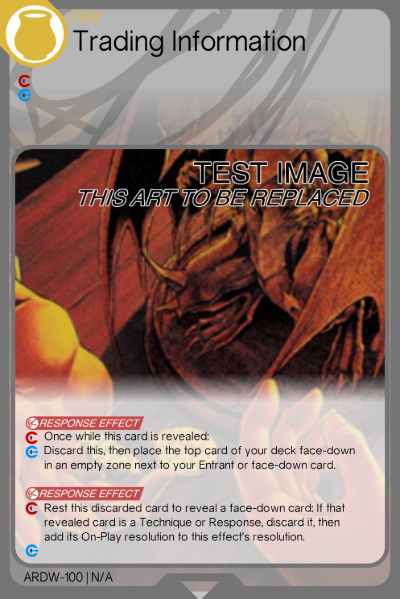 Trading Information
C
C
TEST IMAGE
THIS ART TO BE REPLACED
RESPONSE EFFECT
C Once while this card is revealed:
Discard this, then place the top card of your deck face-down
in an empty zone next to your Entrant or face-down card.
RESPONSE EFFECT
C Rest this discarded card to reveal a face-down card: If that
revealed card is a Technique or Response, discard it, then
add its On-Play resolution to this effect's resolution.
ARDW-100 | N/A